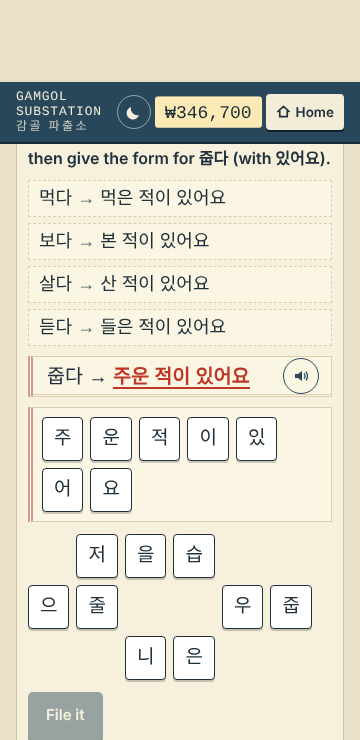 GAMGOL
SUBSTATION
감골 파출소
₩346,700
Home
then give the form for 줍다 (with 있어요).
먹다 → 먹은 적이 있어요
보다 → 본 적이 있어요
살다 → 산 적이 있어요
듣다 → 들은 적이 있어요
줍다 → 주운 적이 있어요
주 운 적 이 있
어 요
저 을 습
으 줄 우 줍
니 은
File it